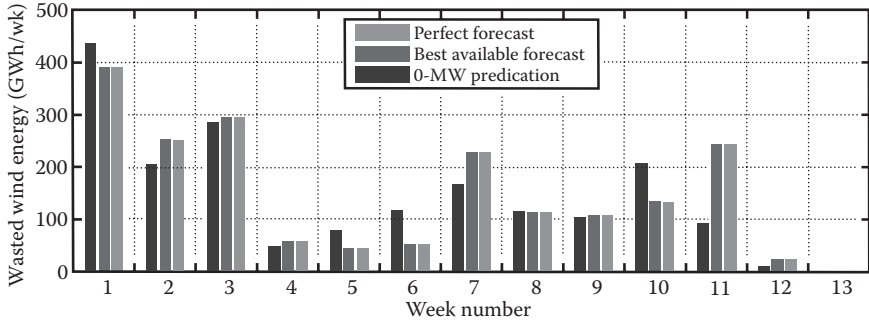 500
400
300
200
100
0
Wasted wind energy (GWh/wk)
Perfect forecast
Best available forecast
0-MW predication
1 2 3 4 5 6 7 8 9 10 11 12 13
Week number